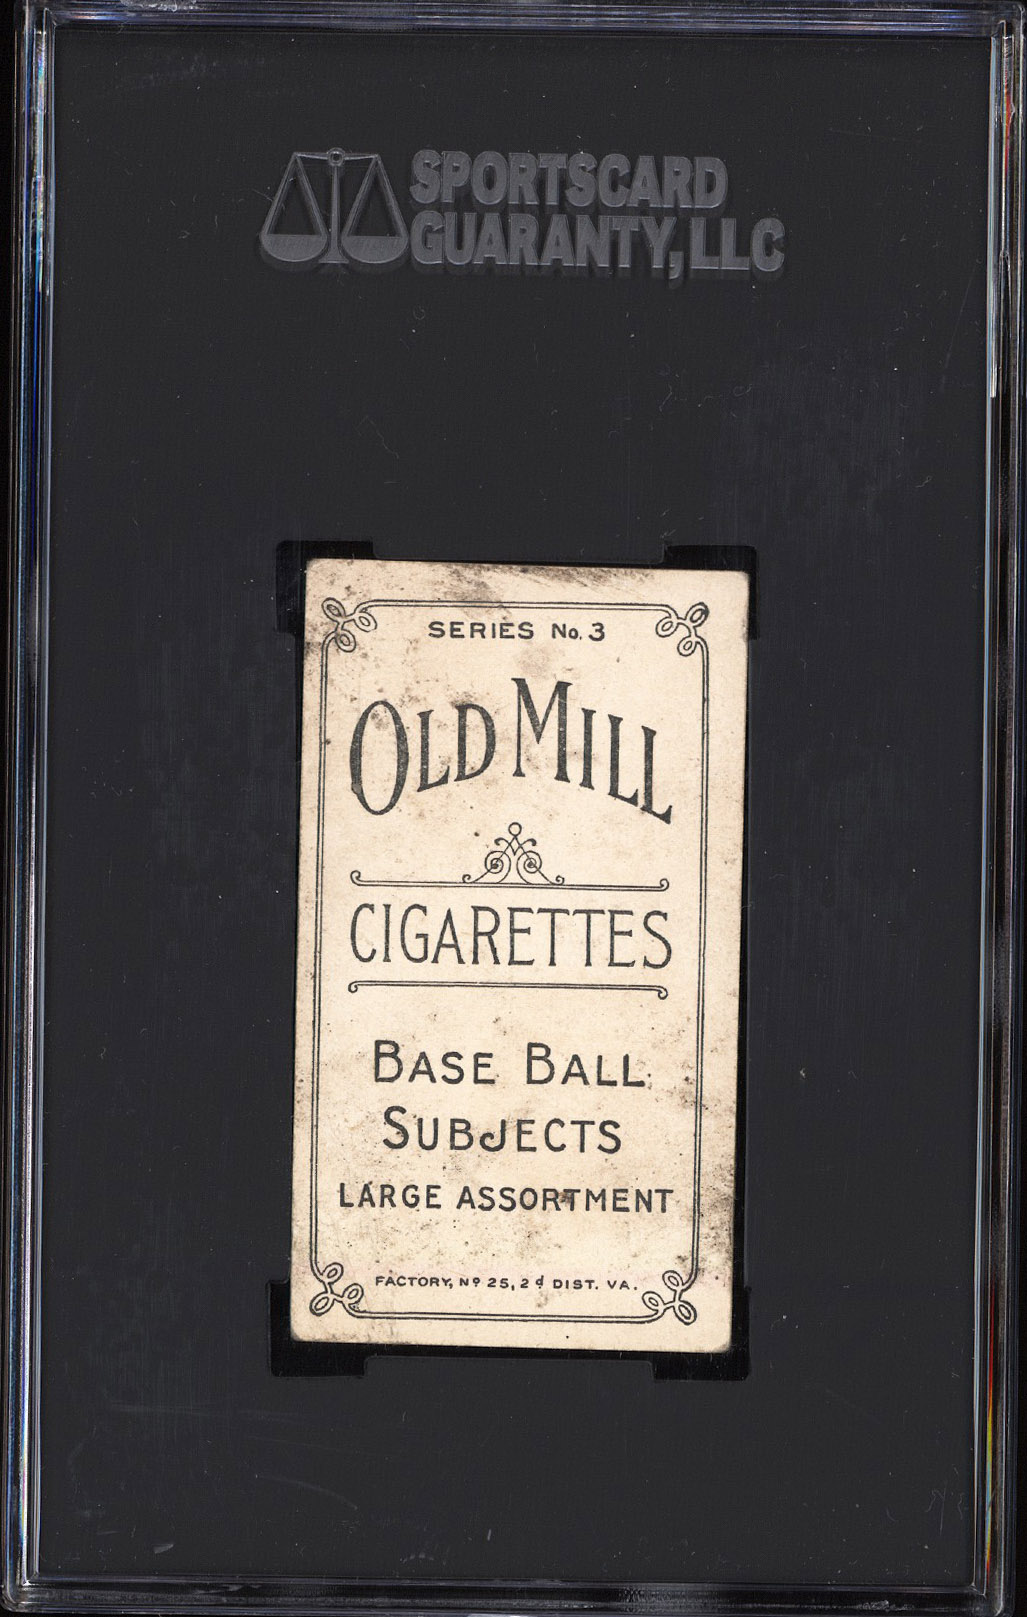 SPORTSCARD
GUARANTY, LLC
SERIES No. 3
OLD MILL
CIGARETTES
BASE BALL
SUBJECTS
LARGE ASSORTMENT
FACTORY, Nº 25, 2d DIST. VA.